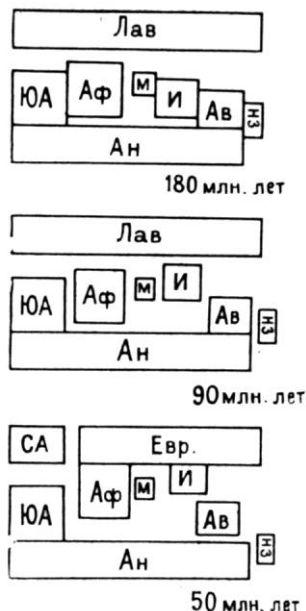 Лав
ЮА Аф м И Ав НЗ
Ан
180 млн. лет
Лав
ЮА Аф м И Ав НЗ
Ан
90 млн. лет
СА Евр.
ЮА Аф м И Ав НЗ
Ан
50 млн. лет